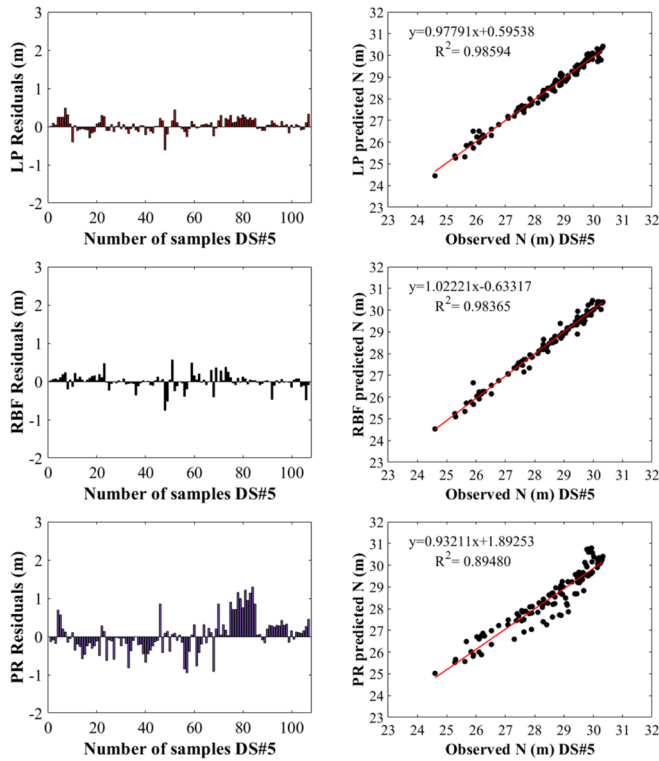 LP Residuals (m)
3
2
1
0
-1
-2
0 20 40 60 80 100
Number of samples DS#5
LP predicted N (m)
32
31
30
29
28
27
26
25
24
23
y=0.97791x+0.59538
R²= 0.98594
23 24 25 26 27 28 29 30 31 32
Observed N (m) DS#5
RBF Residuals (m)
3
2
1
0
-1
-2
0 20 40 60 80 100
Number of samples DS#5
RBF predicted N (m)
32
31
30
29
28
27
26
25
24
23
y=1.02221x-0.63317
R²= 0.98365
23 24 25 26 27 28 29 30 31 32
Observed N (m) DS#5
PR Residuals (m)
3
2
1
0
-1
-2
0 20 40 60 80 100
Number of samples DS#5
PR predicted N (m)
32
31
30
29
28
27
26
25
24
23
y=0.93211x+1.89253
R²= 0.89480
23 24 25 26 27 28 29 30 31 32
Observed N (m) DS#5